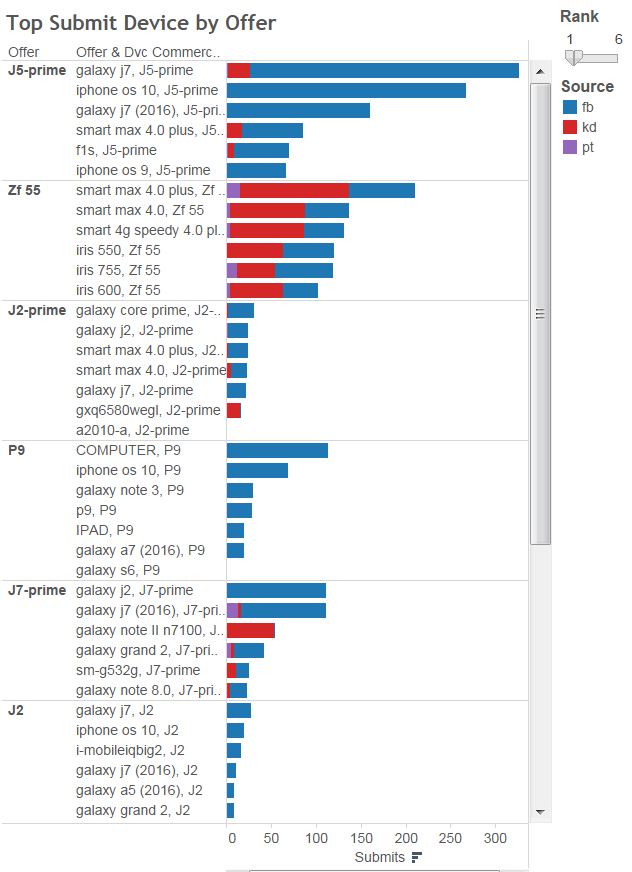 Top Submit Device by Offer
Offer Offer & Dvc Commerc..
J5-prime galaxy j7, J5-prime
iphone os 10, J5-prime
galaxy j7 (2016), J5-pri..
smart max 4.0 plus, J5..
f1s, J5-prime
iphone os 9, J5-prime
Zf 55 smart max 4.0 plus, Zf ..
smart max 4.0, Zf 55
smart 4g speedy 4.0 pl..
iris 550, Zf 55
iris 755, Zf 55
iris 600, Zf 55
J2-prime galaxy core prime, J2-..
galaxy j2, J2-prime
smart max 4.0 plus, J2..
smart max 4.0, J2-prime
galaxy j7, J2-prime
gxq6580wegl, J2-prime
a2010-a, J2-prime
P9 COMPUTER, P9
iphone os 10, P9
galaxy note 3, P9
p9, P9
IPAD, P9
galaxy a7 (2016), P9
galaxy s6, P9
J7-prime galaxy j2, J7-prime
galaxy j7 (2016), J7-pri..
galaxy note II n7100, J..
galaxy grand 2, J7-pri..
sm-g532g, J7-prime
galaxy note 8.0, J7-pri..
J2 galaxy j7, J2
iphone os 10, J2
i-mobileiqbig2, J2
galaxy j7 (2016), J2
galaxy a5 (2016), J2
galaxy grand 2, J2
0 50 100 150 200 250 300
Submits
Rank
1 6
Source
fb
kd
pt